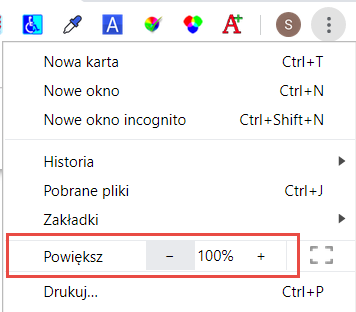 A A+ S
Nowa karta Ctrl+T
Nowe okno Ctrl+N
Nowe okno incognito Ctrl+Shift+N
Historia
Pobrane pliki Ctrl+J
Zakładki
Powiększ − 100% +
Drukuj... Ctrl+P